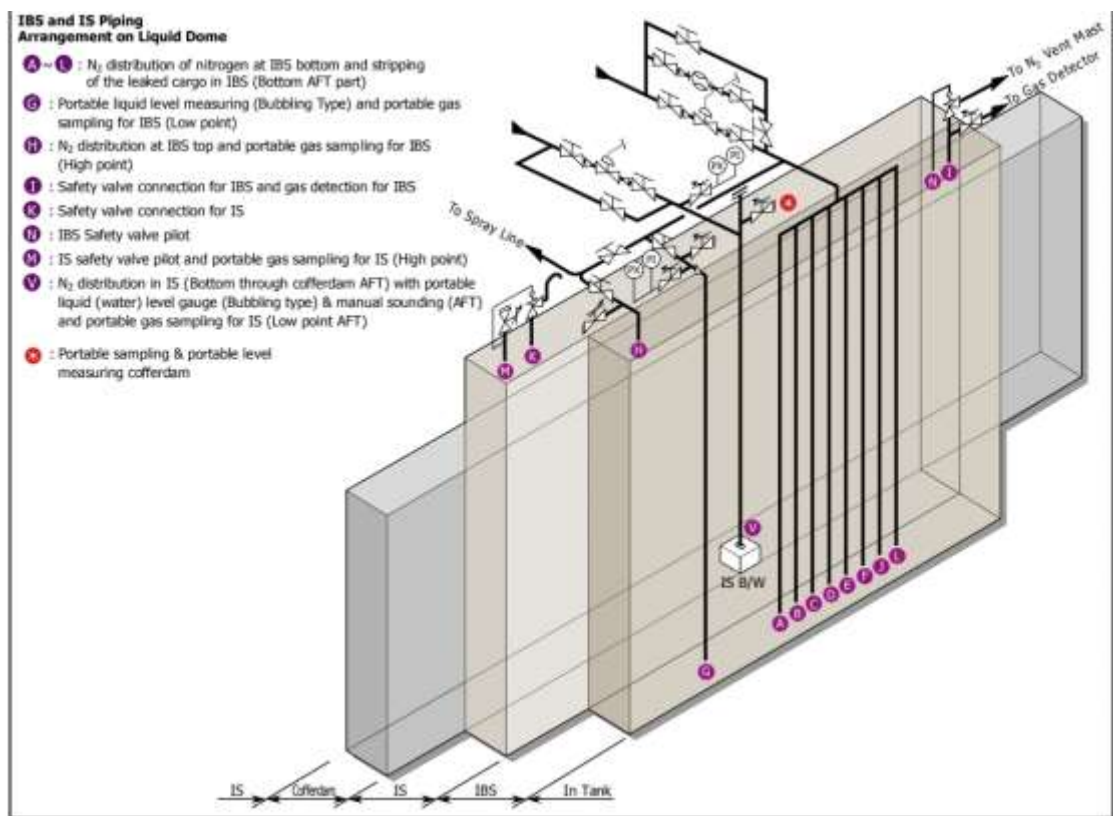 IBS and IS Piping
Arrangement on Liquid Dome
A ~ L : N₂ distribution of nitrogen at IBS bottom and stripping
of the leaked cargo in IBS (Bottom AFT part)
G : Portable liquid level measuring (Bubbling Type) and portable gas
sampling for IBS (Low point)
H : N₂ distribution at IBS top and portable gas sampling for IBS
(High point)
I : Safety valve connection for IBS and gas detection for IBS
K : Safety valve connection for IS
N : IBS Safety valve pilot
M : IS safety valve pilot and portable gas sampling for IS (High point)
V : N₂ distribution in IS (Bottom through cofferdam AFT) with portable
liquid (water) level gauge (Bubbling type) & manual sounding (AFT)
and portable gas sampling for IS (Low point AFT)
* : Portable sampling & portable level
measuring cofferdam
To N₂ Vent Mast
To Gas Detector
N I
PX PI
To Spray Line
PX PI
M K H
V
IS B/W
A B C D E F J L
G
IS Cofferdam IS IBS In Tank